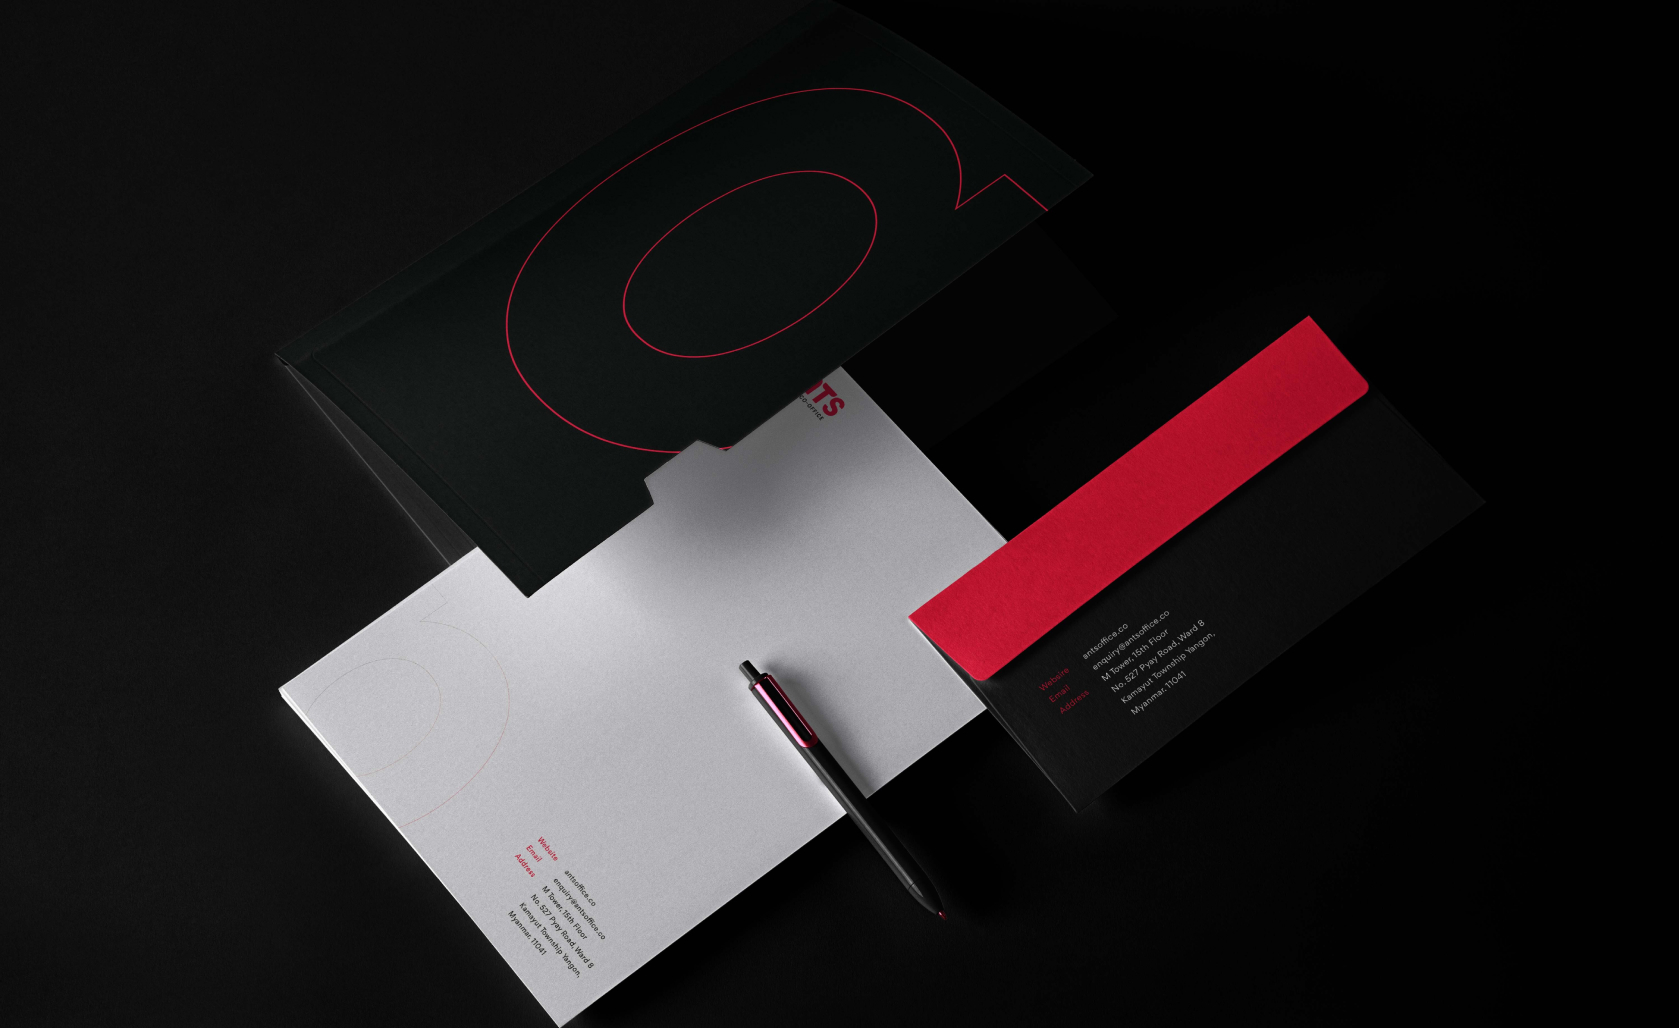 CO-OFFICE
Website
Email
Address
antsoffice.co
enquiry@antsoffice.co
M Tower, 15th Floor
No. 527 Pyay Road, Ward 8
Kamayut Township Yangon,
Myanmar, 11041
Website
Email
Address
antsoffice.co
enquiry@antsoffice.co
M Tower, 15th Floor
No. 527 Pyay Road, Ward 8
Kamayut Township Yangon,
Myanmar, 11041